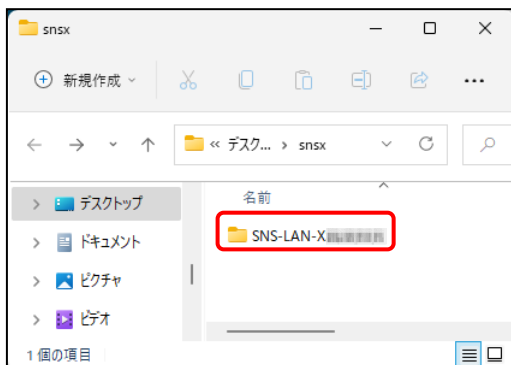 snsx
新規作成
デスク... snsx
名前
デスクトップ
SNS-LAN-X
ドキュメント
ピクチャ
ビデオ
1 個の項目